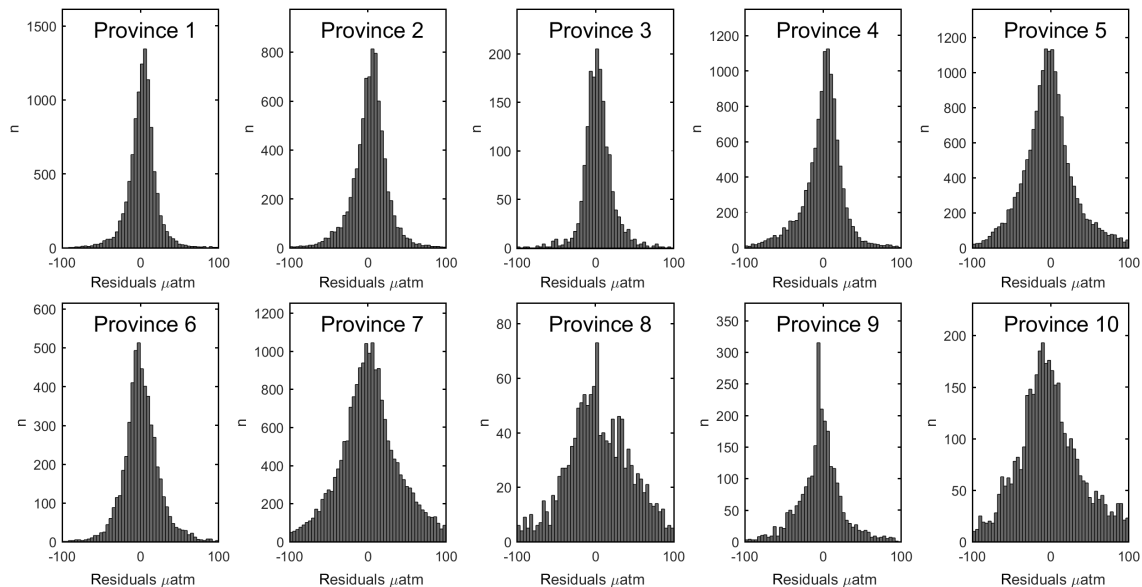 Province 1
1500
1000
500
0
n
-100 0 100
Residuals μatm
Province 2
800
600
400
200
0
n
-100 0 100
Residuals μatm
Province 3
200
150
100
50
0
n
-100 0 100
Residuals μatm
Province 4
1200
1000
800
600
400
200
0
n
-100 0 100
Residuals μatm
Province 5
1200
1000
800
600
400
200
0
n
-100 0 100
Residuals μatm
Province 6
600
500
400
300
200
100
0
n
-100 0 100
Residuals μatm
Province 7
1200
1000
800
600
400
200
0
n
-100 0 100
Residuals μatm
Province 8
80
60
40
20
0
n
-100 0 100
Residuals μatm
Province 9
350
300
250
200
150
100
50
0
n
-100 0 100
Residuals μatm
Province 10
200
150
100
50
0
n
-100 0 100
Residuals μatm